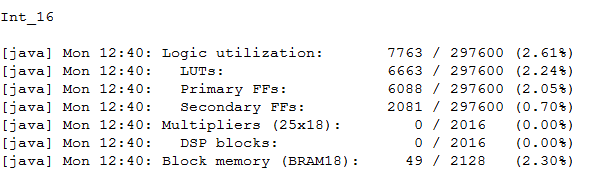 Int_16
[java] Mon 12:40: Logic utilization: 7763 / 297600 (2.61%)
[java] Mon 12:40: LUTs: 6663 / 297600 (2.24%)
[java] Mon 12:40: Primary FFs: 6088 / 297600 (2.05%)
[java] Mon 12:40: Secondary FFs: 2081 / 297600 (0.70%)
[java] Mon 12:40: Multipliers (25x18): 0 / 2016 (0.00%)
[java] Mon 12:40: DSP blocks: 0 / 2016 (0.00%)
[java] Mon 12:40: Block memory (BRAM18): 49 / 2128 (2.30%)